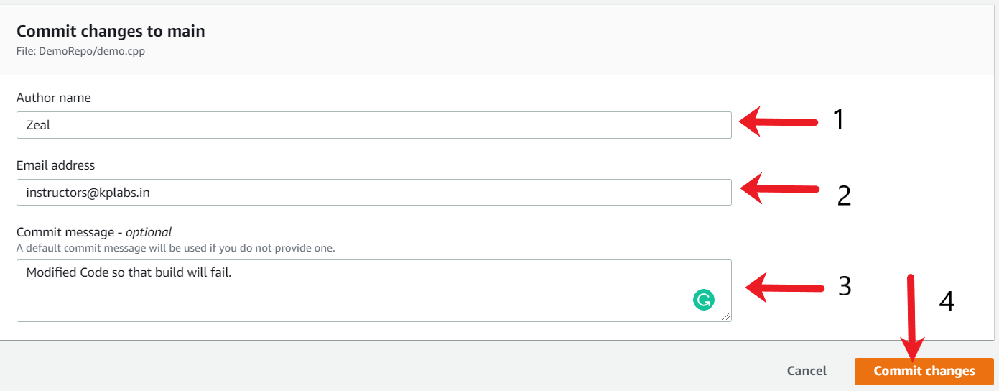 Commit changes to main
File: DemoRepo/demo.cpp
Author name
Zeal
1
Email address
instructors@kplabs.in
2
Commit message - optional
A default commit message will be used if you do not provide one.
Modified Code so that build will fail.
3
4
Cancel
Commit changes